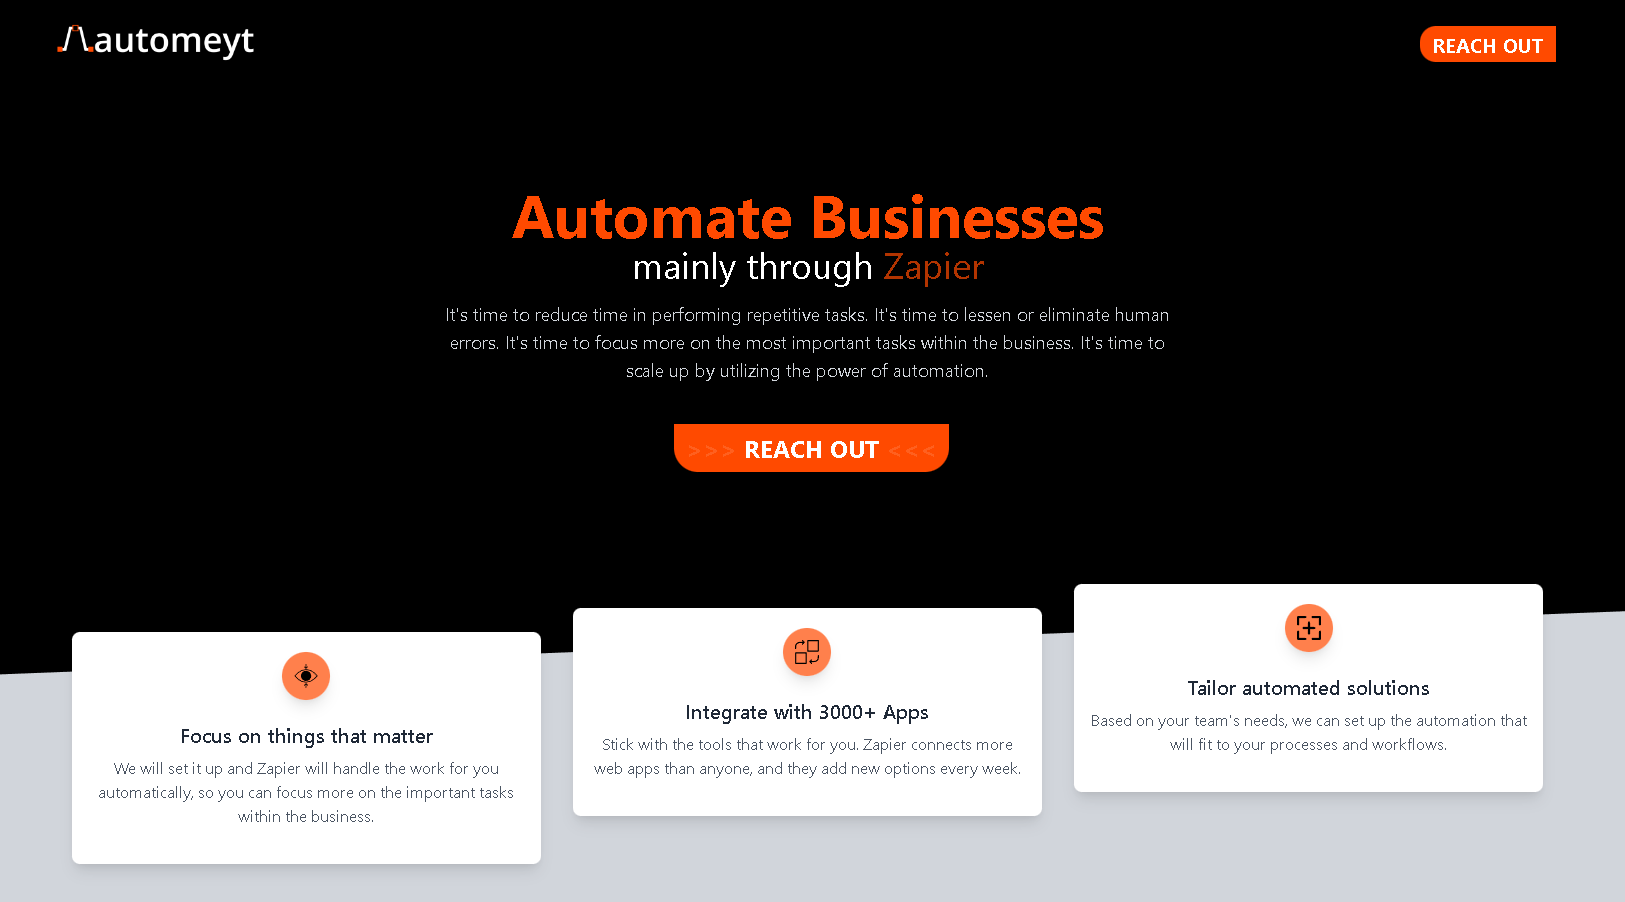 automeyt
REACH OUT
Automate Businesses
mainly through Zapier
It's time to reduce time in performing repetitive tasks. It's time to lessen or eliminate human
errors. It's time to focus more on the most important tasks within the business. It's time to
scale up by utilizing the power of automation.
>>> REACH OUT <<<
Focus on things that matter
We will set it up and Zapier will handle the work for you
automatically, so you can focus more on the important tasks
within the business.
Integrate with 3000+ Apps
Stick with the tools that work for you. Zapier connects more
web apps than anyone, and they add new options every week.
Tailor automated solutions
Based on your team's needs, we can set up the automation that
will fit to your processes and workflows.